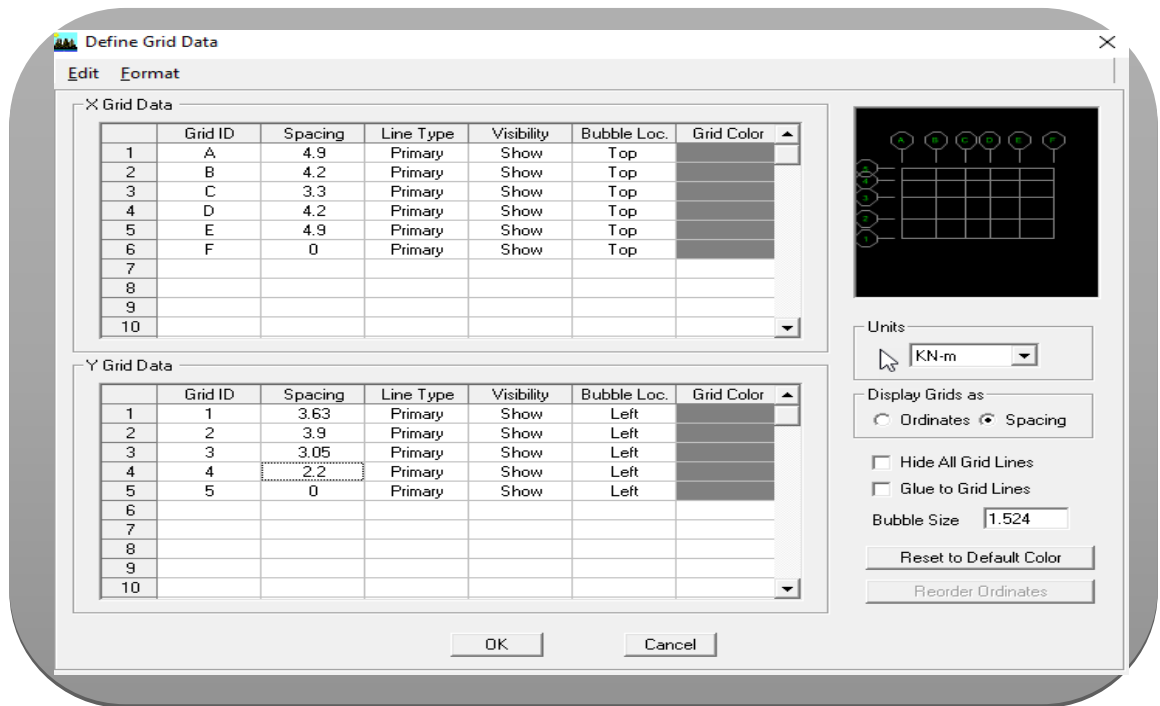 Define Grid Data
Edit Format
X Grid Data
Grid ID Spacing Line Type Visibility Bubble Loc. Grid Color
1 A 4.9 Primary Show Top
2 B 4.2 Primary Show Top
3 C 3.3 Primary Show Top
4 D 4.2 Primary Show Top
5 E 4.9 Primary Show Top
6 F 0 Primary Show Top
7
8
9
10
Y Grid Data
Grid ID Spacing Line Type Visibility Bubble Loc. Grid Color
1 1 3.63 Primary Show Left
2 2 3.9 Primary Show Left
3 3 3.05 Primary Show Left
4 4 2.2 Primary Show Left
5 5 0 Primary Show Left
6
7
8
9
10
A B C D E F
5
4
3
2
1
Units
KN-m
Display Grids as
Ordinates Spacing
Hide All Grid Lines
Glue to Grid Lines
Bubble Size 1.524
Reset to Default Color
Reorder Ordinates
OK Cancel